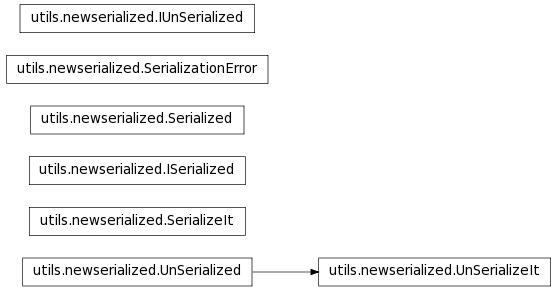 utils.newserialized.IUnSerialized
utils.newserialized.SerializationError
utils.newserialized.Serialized
utils.newserialized.ISerialized
utils.newserialized.SerializeIt
utils.newserialized.UnSerialized
utils.newserialized.UnSerializeIt